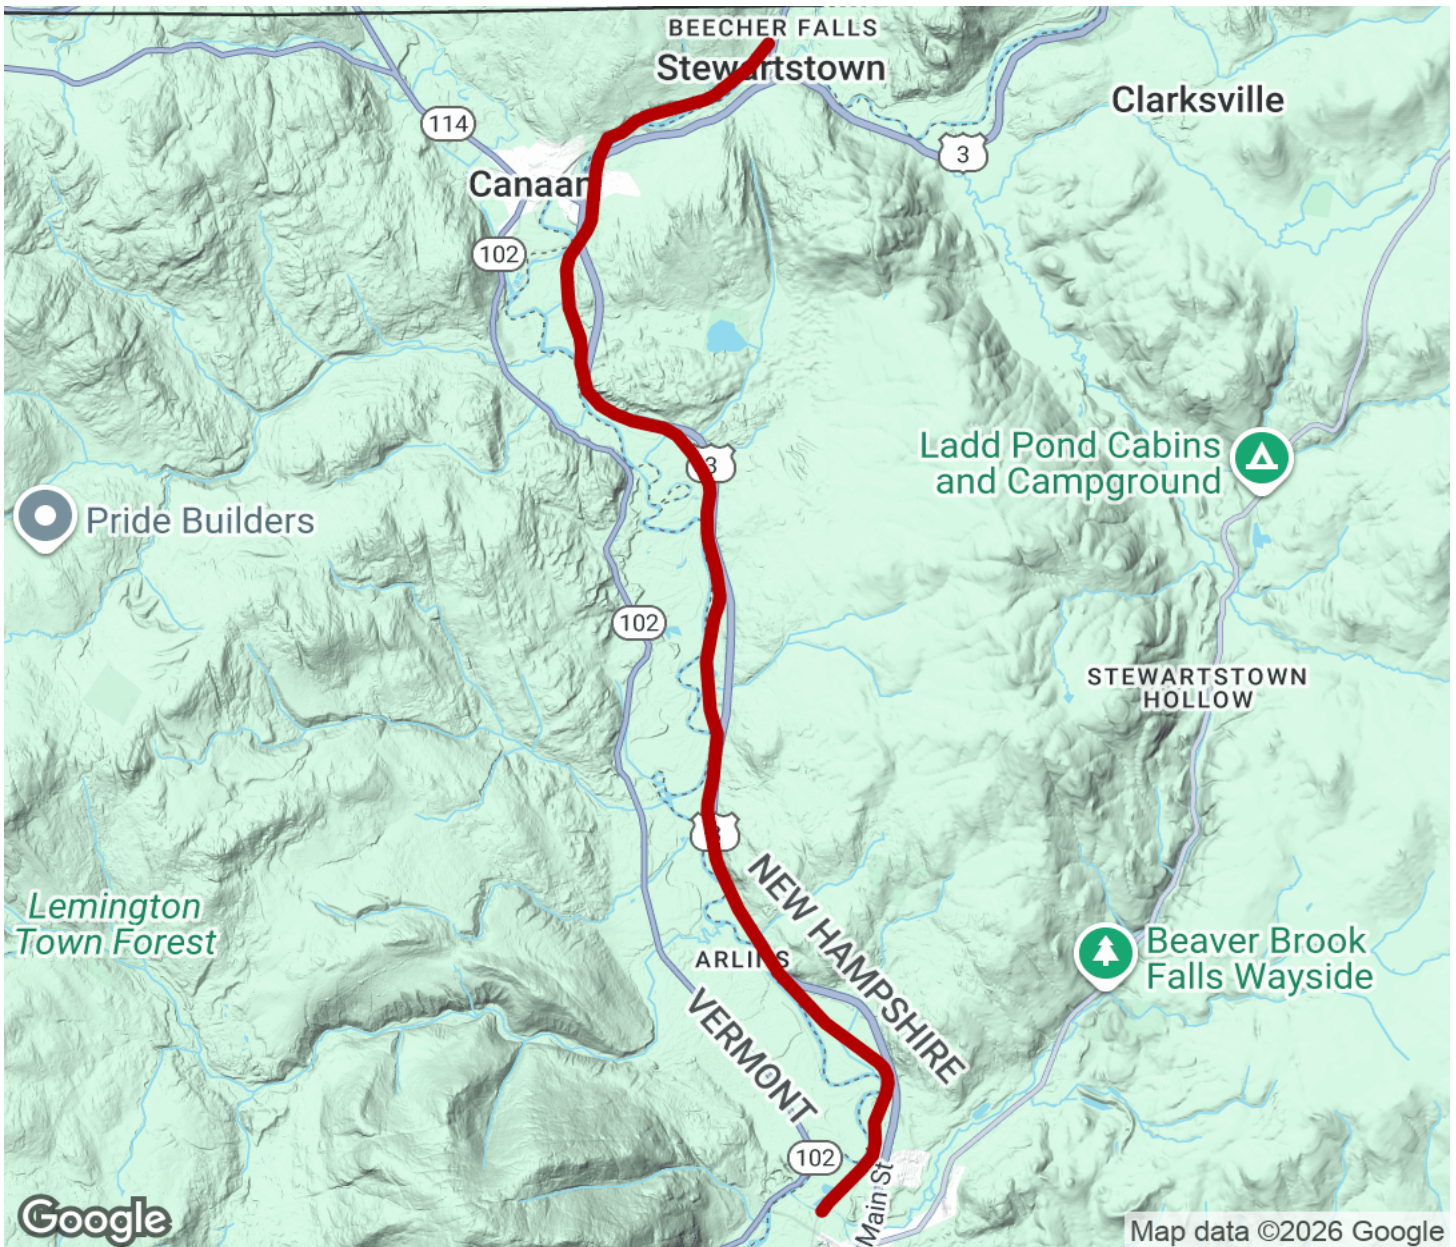 BEECHER FALLS
Stewartstown
Clarksville
114
3
Canaan
102
Ladd Pond Cabins
and Campground
3
Pride Builders
102
STEWARTSTOWN
HOLLOW
NEW HAMPSHIRE
Lemington
Town Forest
Beaver Brook
Falls Wayside
VERMONT
102
Main St
Google
Map data ©2026 Google